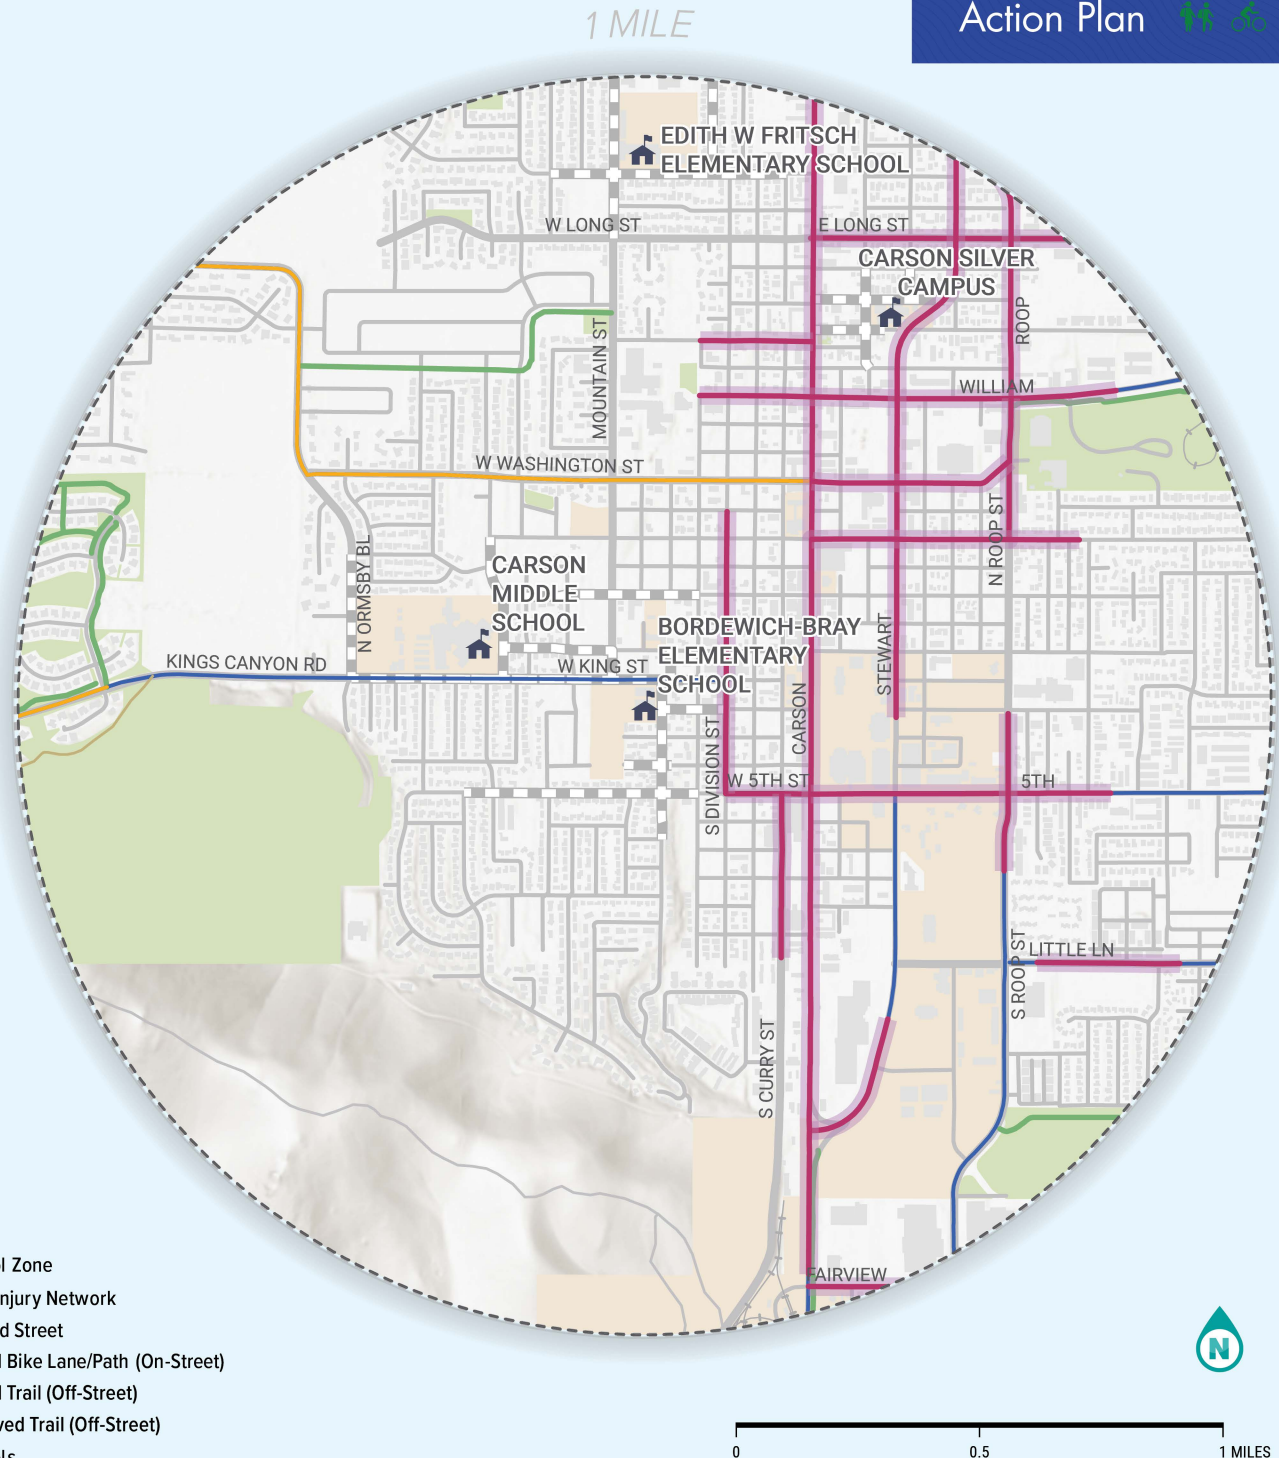 1 MILE
Action Plan
EDITH W FRITSCH
ELEMENTARY SCHOOL
W LONG ST
E LONG ST
CARSON SILVER
CAMPUS
ROOP
MOUNTAIN ST
WILLIAM
W WASHINGTON ST
N ROOP ST
N ORMSBY BL
CARSON
MIDDLE
SCHOOL
BORDEWICH-BRAY
ELEMENTARY
SCHOOL
STEWART
KINGS CANYON RD
W KING ST
CARSON
S DIVISION ST
W 5TH ST
5TH
S ROOP ST
LITTLE LN
S CURRY ST
FAIRVIEW
l Zone
njury Network
d Street
l Bike Lane/Path (On-Street)
l Trail (Off-Street)
ved Trail (Off-Street)
N
0 0.5 1 MILES